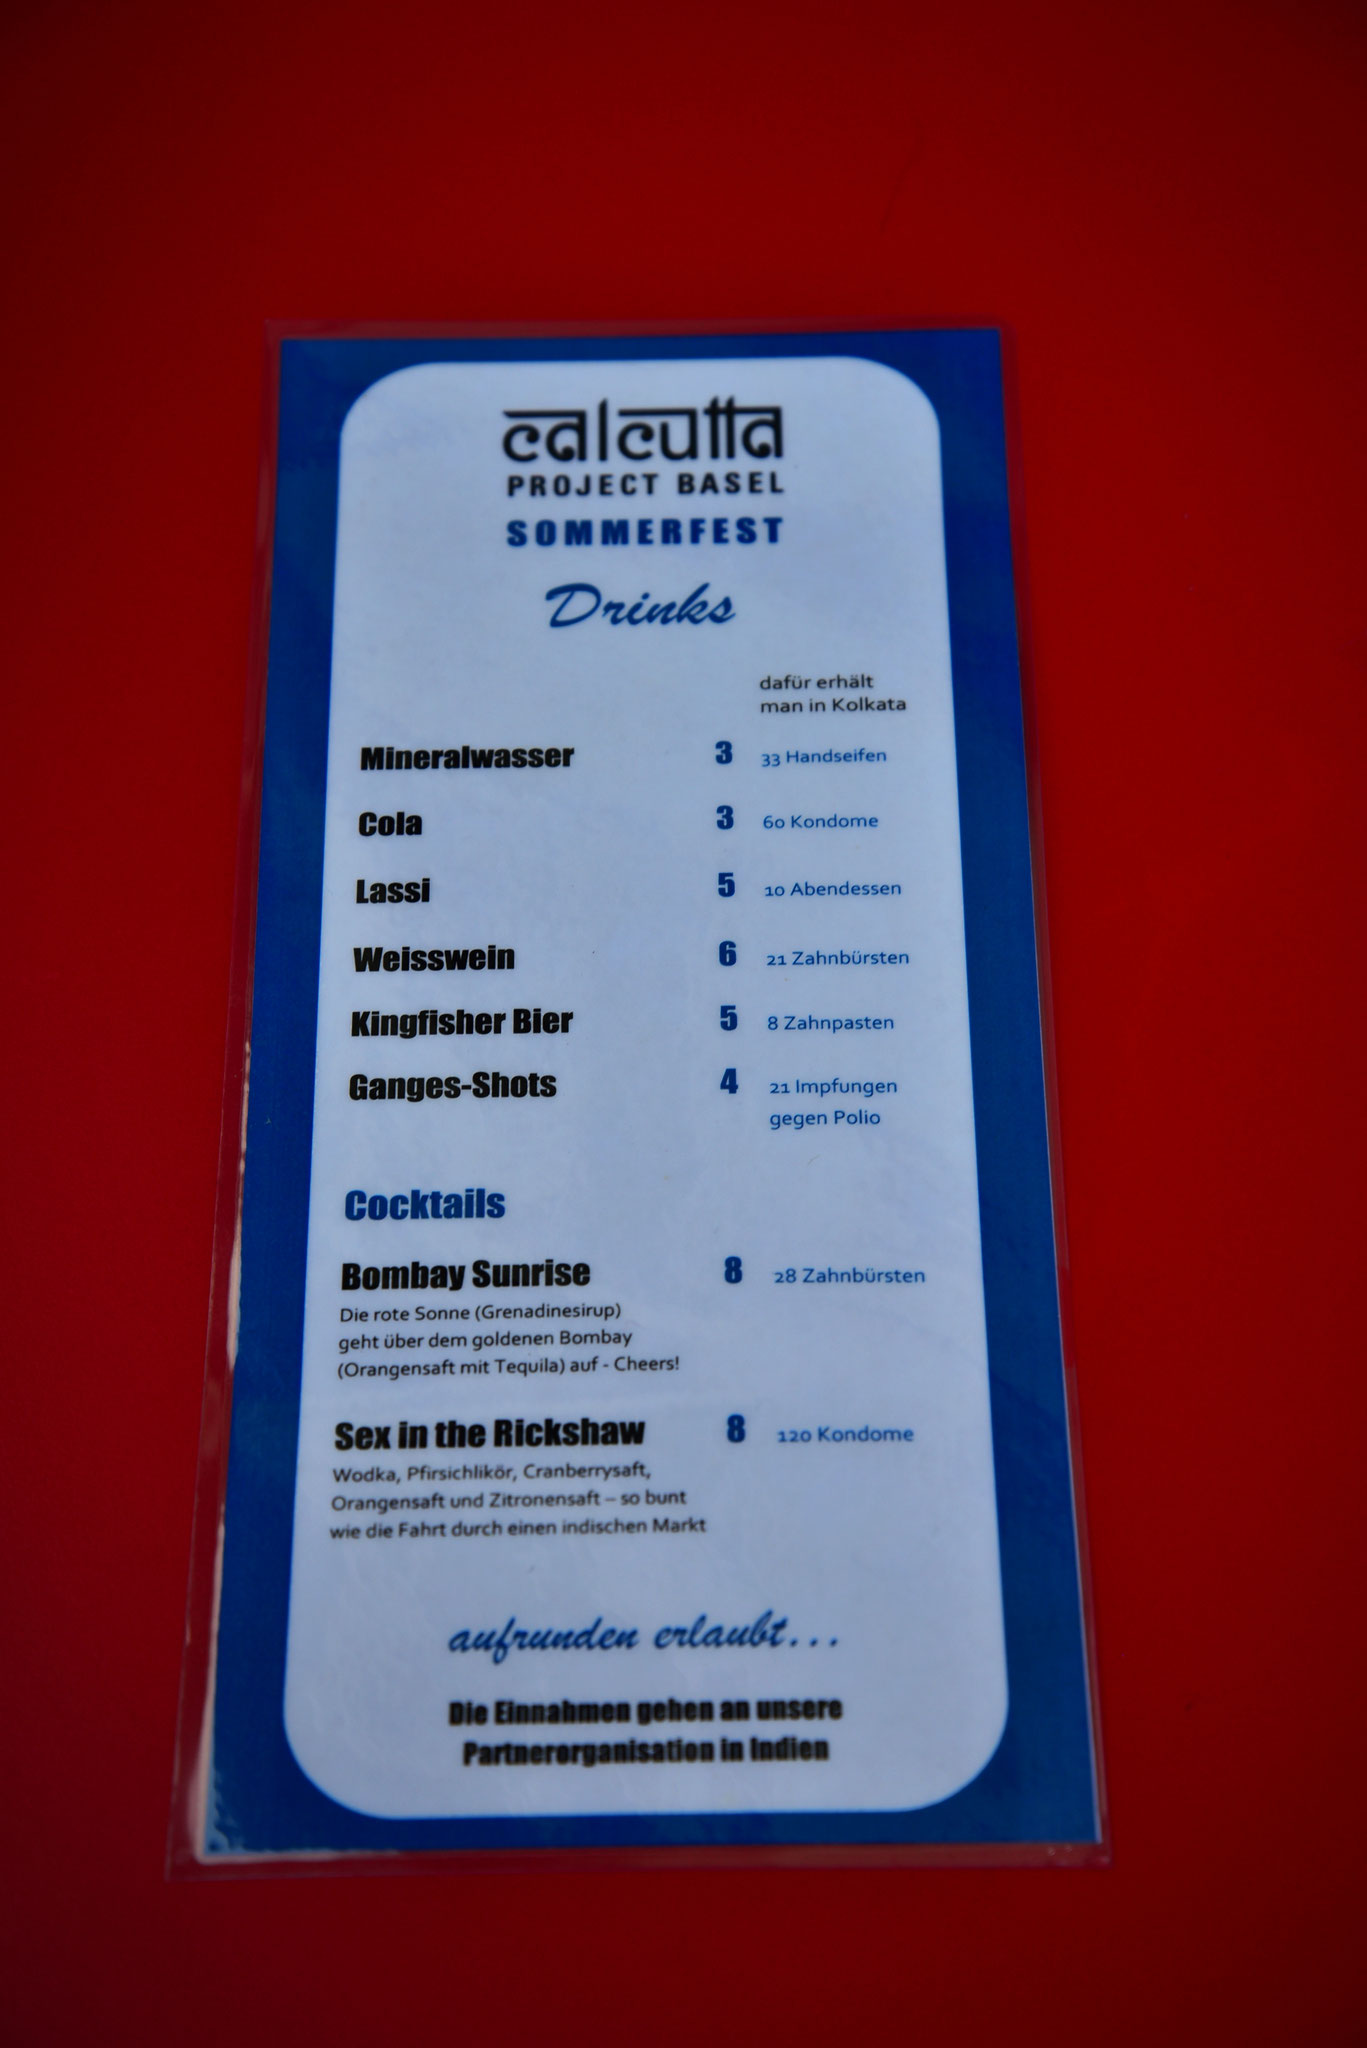 calcutta
PROJECT BASEL
SOMMERFEST
Drinks
dafür erhält
man in Kolkata
Mineralwasser 3 33 Handseifen
Cola 3 60 Kondome
Lassi 5 10 Abendessen
Weisswein 6 21 Zahnbürsten
Kingfisher Bier 5 8 Zahnpasten
Ganges-Shots 4 21 Impfungen
gegen Polio
Cocktails
Bombay Sunrise 8 28 Zahnbürsten
Die rote Sonne (Grenadinesirup)
geht über dem goldenen Bombay
(Orangensaft mit Tequila) auf - Cheers!
Sex in the Rickshaw 8 120 Kondome
Wodka, Pfirsichlikör, Cranberrysaft,
Orangensaft und Zitronensaft – so bunt
wie die Fahrt durch einen indischen Markt
aufrunden erlaubt...
Die Einnahmen gehen an unsere
Partnerorganisation in Indien